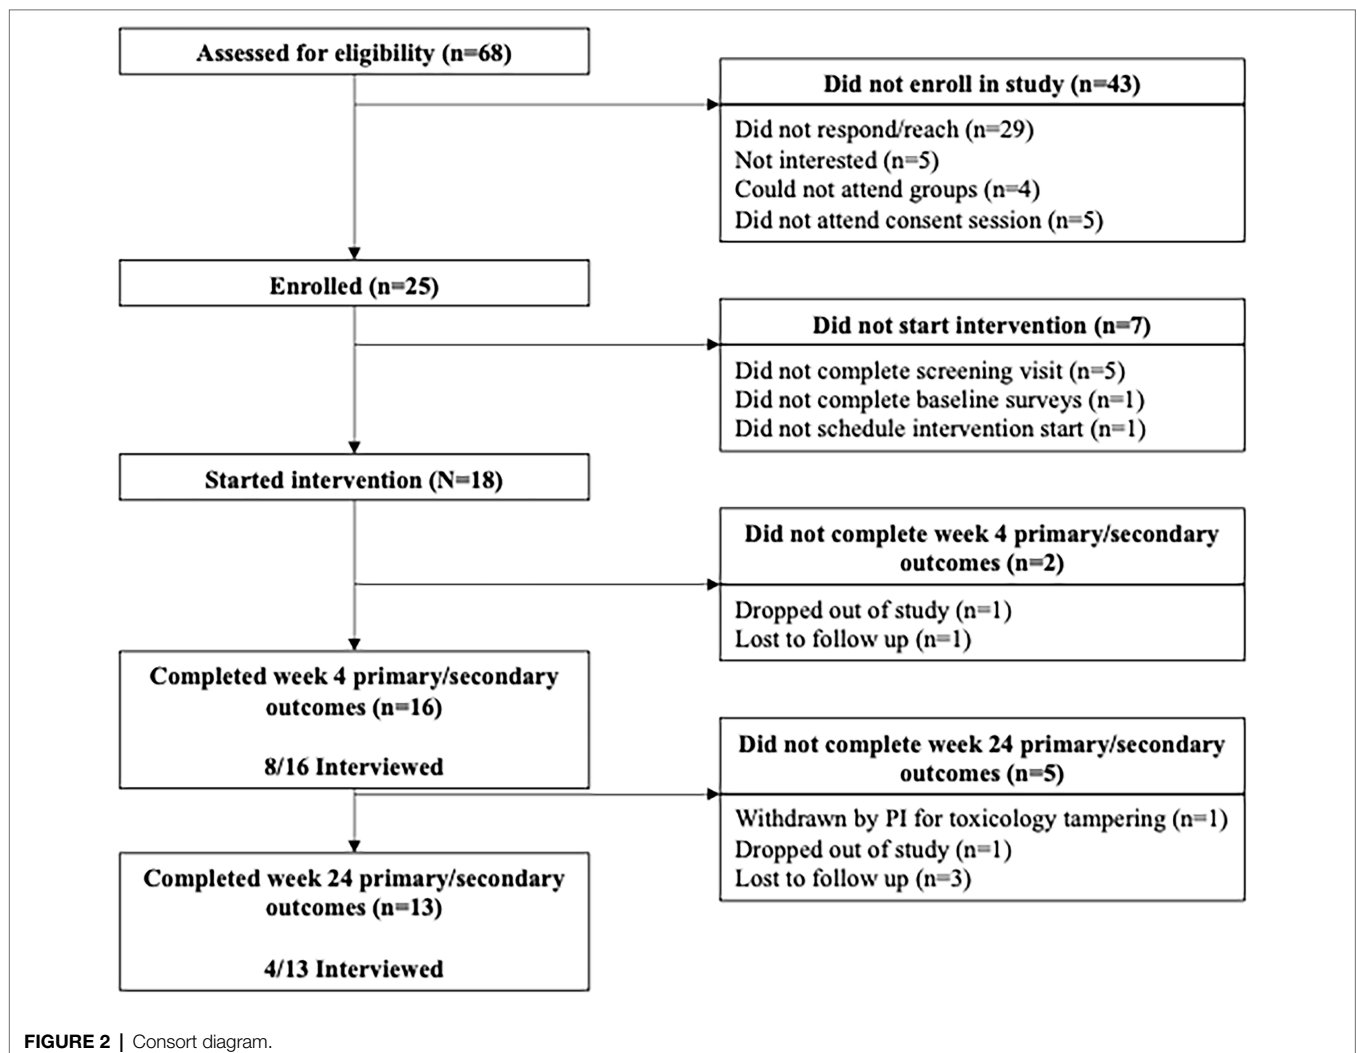 Assessed for eligibility (n=68)
Did not enroll in study (n=43)
Did not respond/reach (n=29)
Not interested (n=5)
Could not attend groups (n=4)
Did not attend consent session (n=5)
Enrolled (n=25)
Did not start intervention (n=7)
Did not complete screening visit (n=5)
Did not complete baseline surveys (n=1)
Did not schedule intervention start (n=1)
Started intervention (N=18)
Did not complete week 4 primary/secondary
outcomes (n=2)
Dropped out of study (n=1)
Lost to follow up (n=1)
Completed week 4 primary/secondary
outcomes (n=16)
8/16 Interviewed
Did not complete week 24 primary/secondary
outcomes (n=5)
Withdrawn by PI for toxicology tampering (n=1)
Dropped out of study (n=1)
Lost to follow up (n=3)
Completed week 24 primary/secondary
outcomes (n=13)
4/13 Interviewed
FIGURE 2 | Consort diagram.